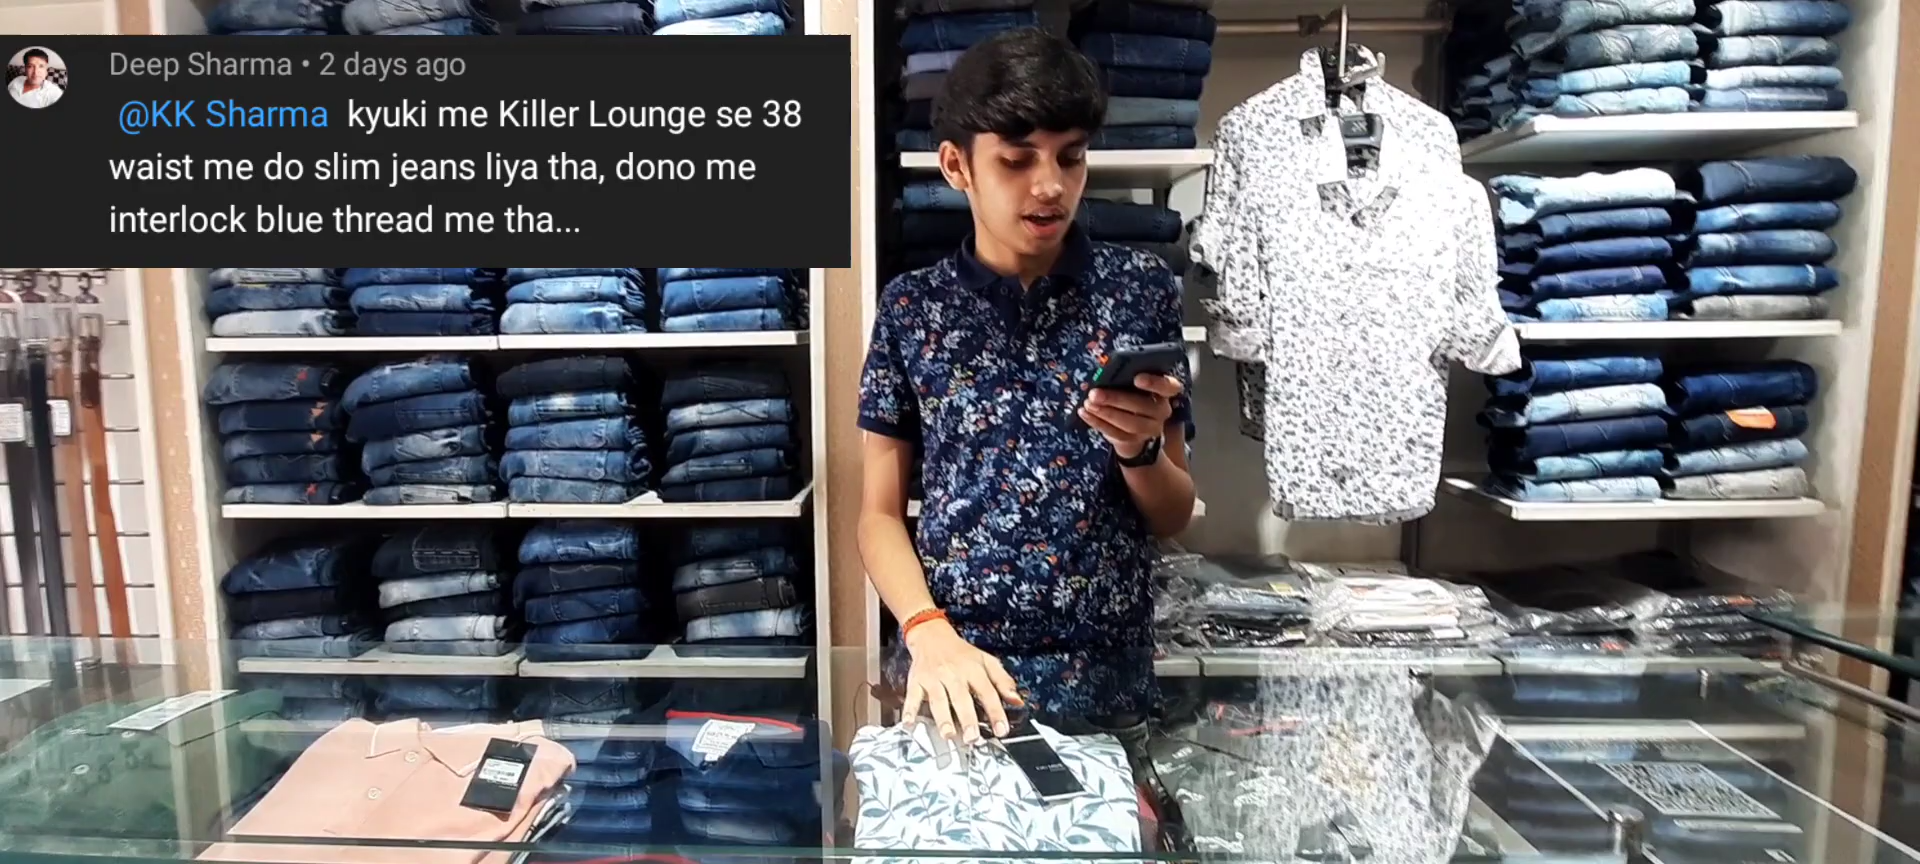 Deep Sharma • 2 days ago
@KK Sharma kyuki me Killer Lounge se 38
waist me do slim jeans liya tha, dono me
interlock blue thread me tha...